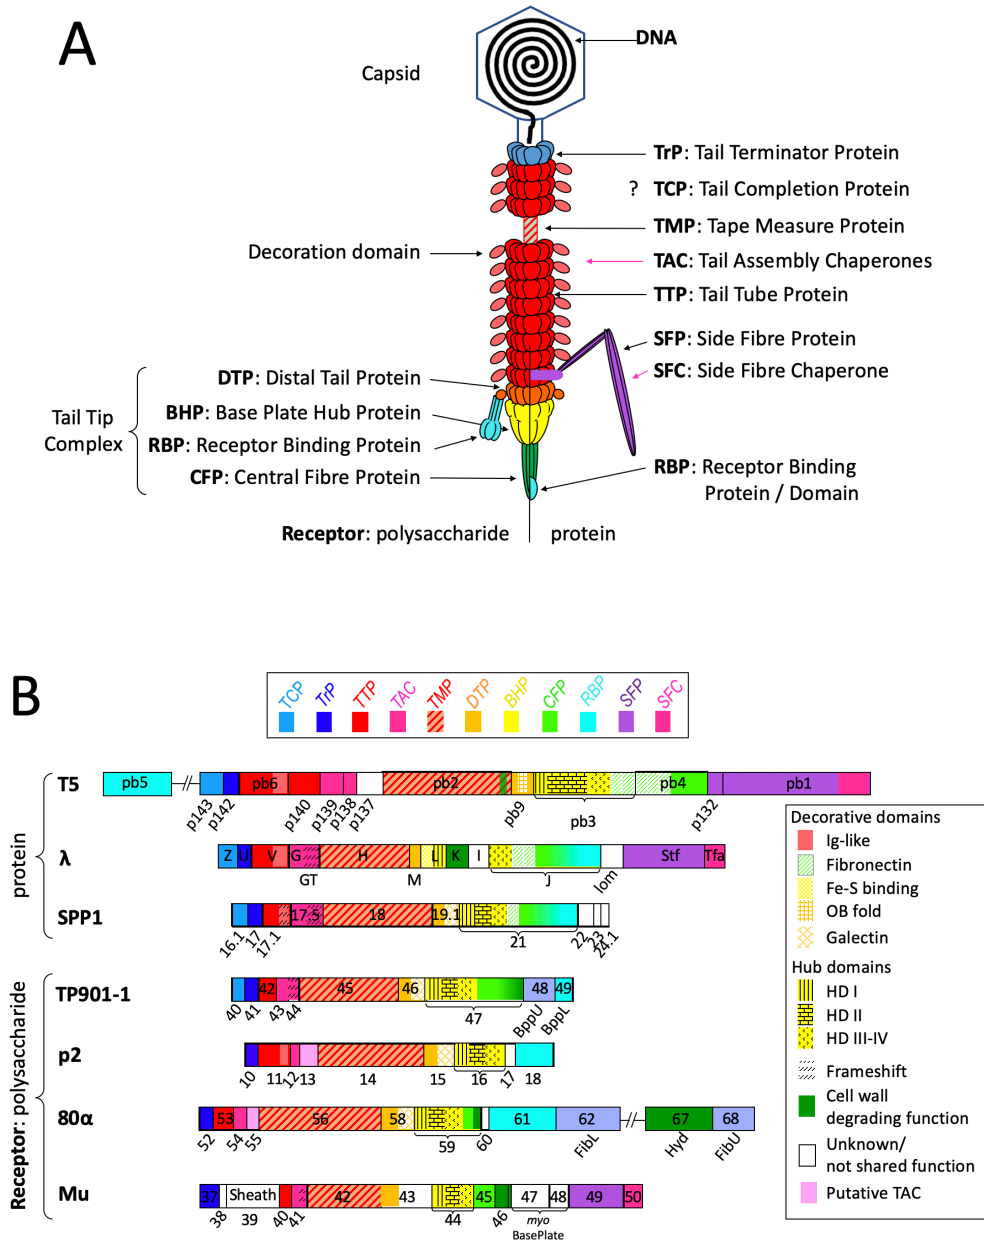 A
DNA
Capsid
TrP: Tail Terminator Protein
? TCP: Tail Completion Protein
TMP: Tape Measure Protein
Decoration domain
TAC: Tail Assembly Chaperones
TTP: Tail Tube Protein
SFP: Side Fibre Protein
SFC: Side Fibre Chaperone
DTP: Distal Tail Protein
BHP: Base Plate Hub Protein
RBP: Receptor Binding Protein
CFP: Central Fibre Protein
Tail Tip
Complex
RBP: Receptor Binding
Protein / Domain
Receptor: polysaccharide protein
B
TCP TrP TTP TAC TMP DTP BHP CFP RBP SFP SFC
protein
T5
pb5 // pb6 pb2 pb4 pb1
p143 p142 p140 p139 p138 p137 pb9 pb3 p132
λ
Z U V G H L K I Stf Tfa
GT M J lom
SPP1
17.5 18 19.1
16.1 17 17.1 21 22 23 24.1
Receptor: polysaccharide
TP901-1
42 45 46 48 49
40 41 43 44 47 BppU BppL
p2
10 11 12 13 14 15 16 17 18
80α
53 56 58 61 62 // 67 68
52 54 55 59 60 FibL Hyd FibU
Mu
37 Sheath 42 43 45 47 48 49 50
38 39 40 41 44 46 myo
BasePlate
Decorative domains
Ig-like
Fibronectin
Fe-S binding
OB fold
Galectin
Hub domains
HD I
HD II
HD III-IV
Frameshift
Cell wall
degrading function
Unknown/
not shared function
Putative TAC